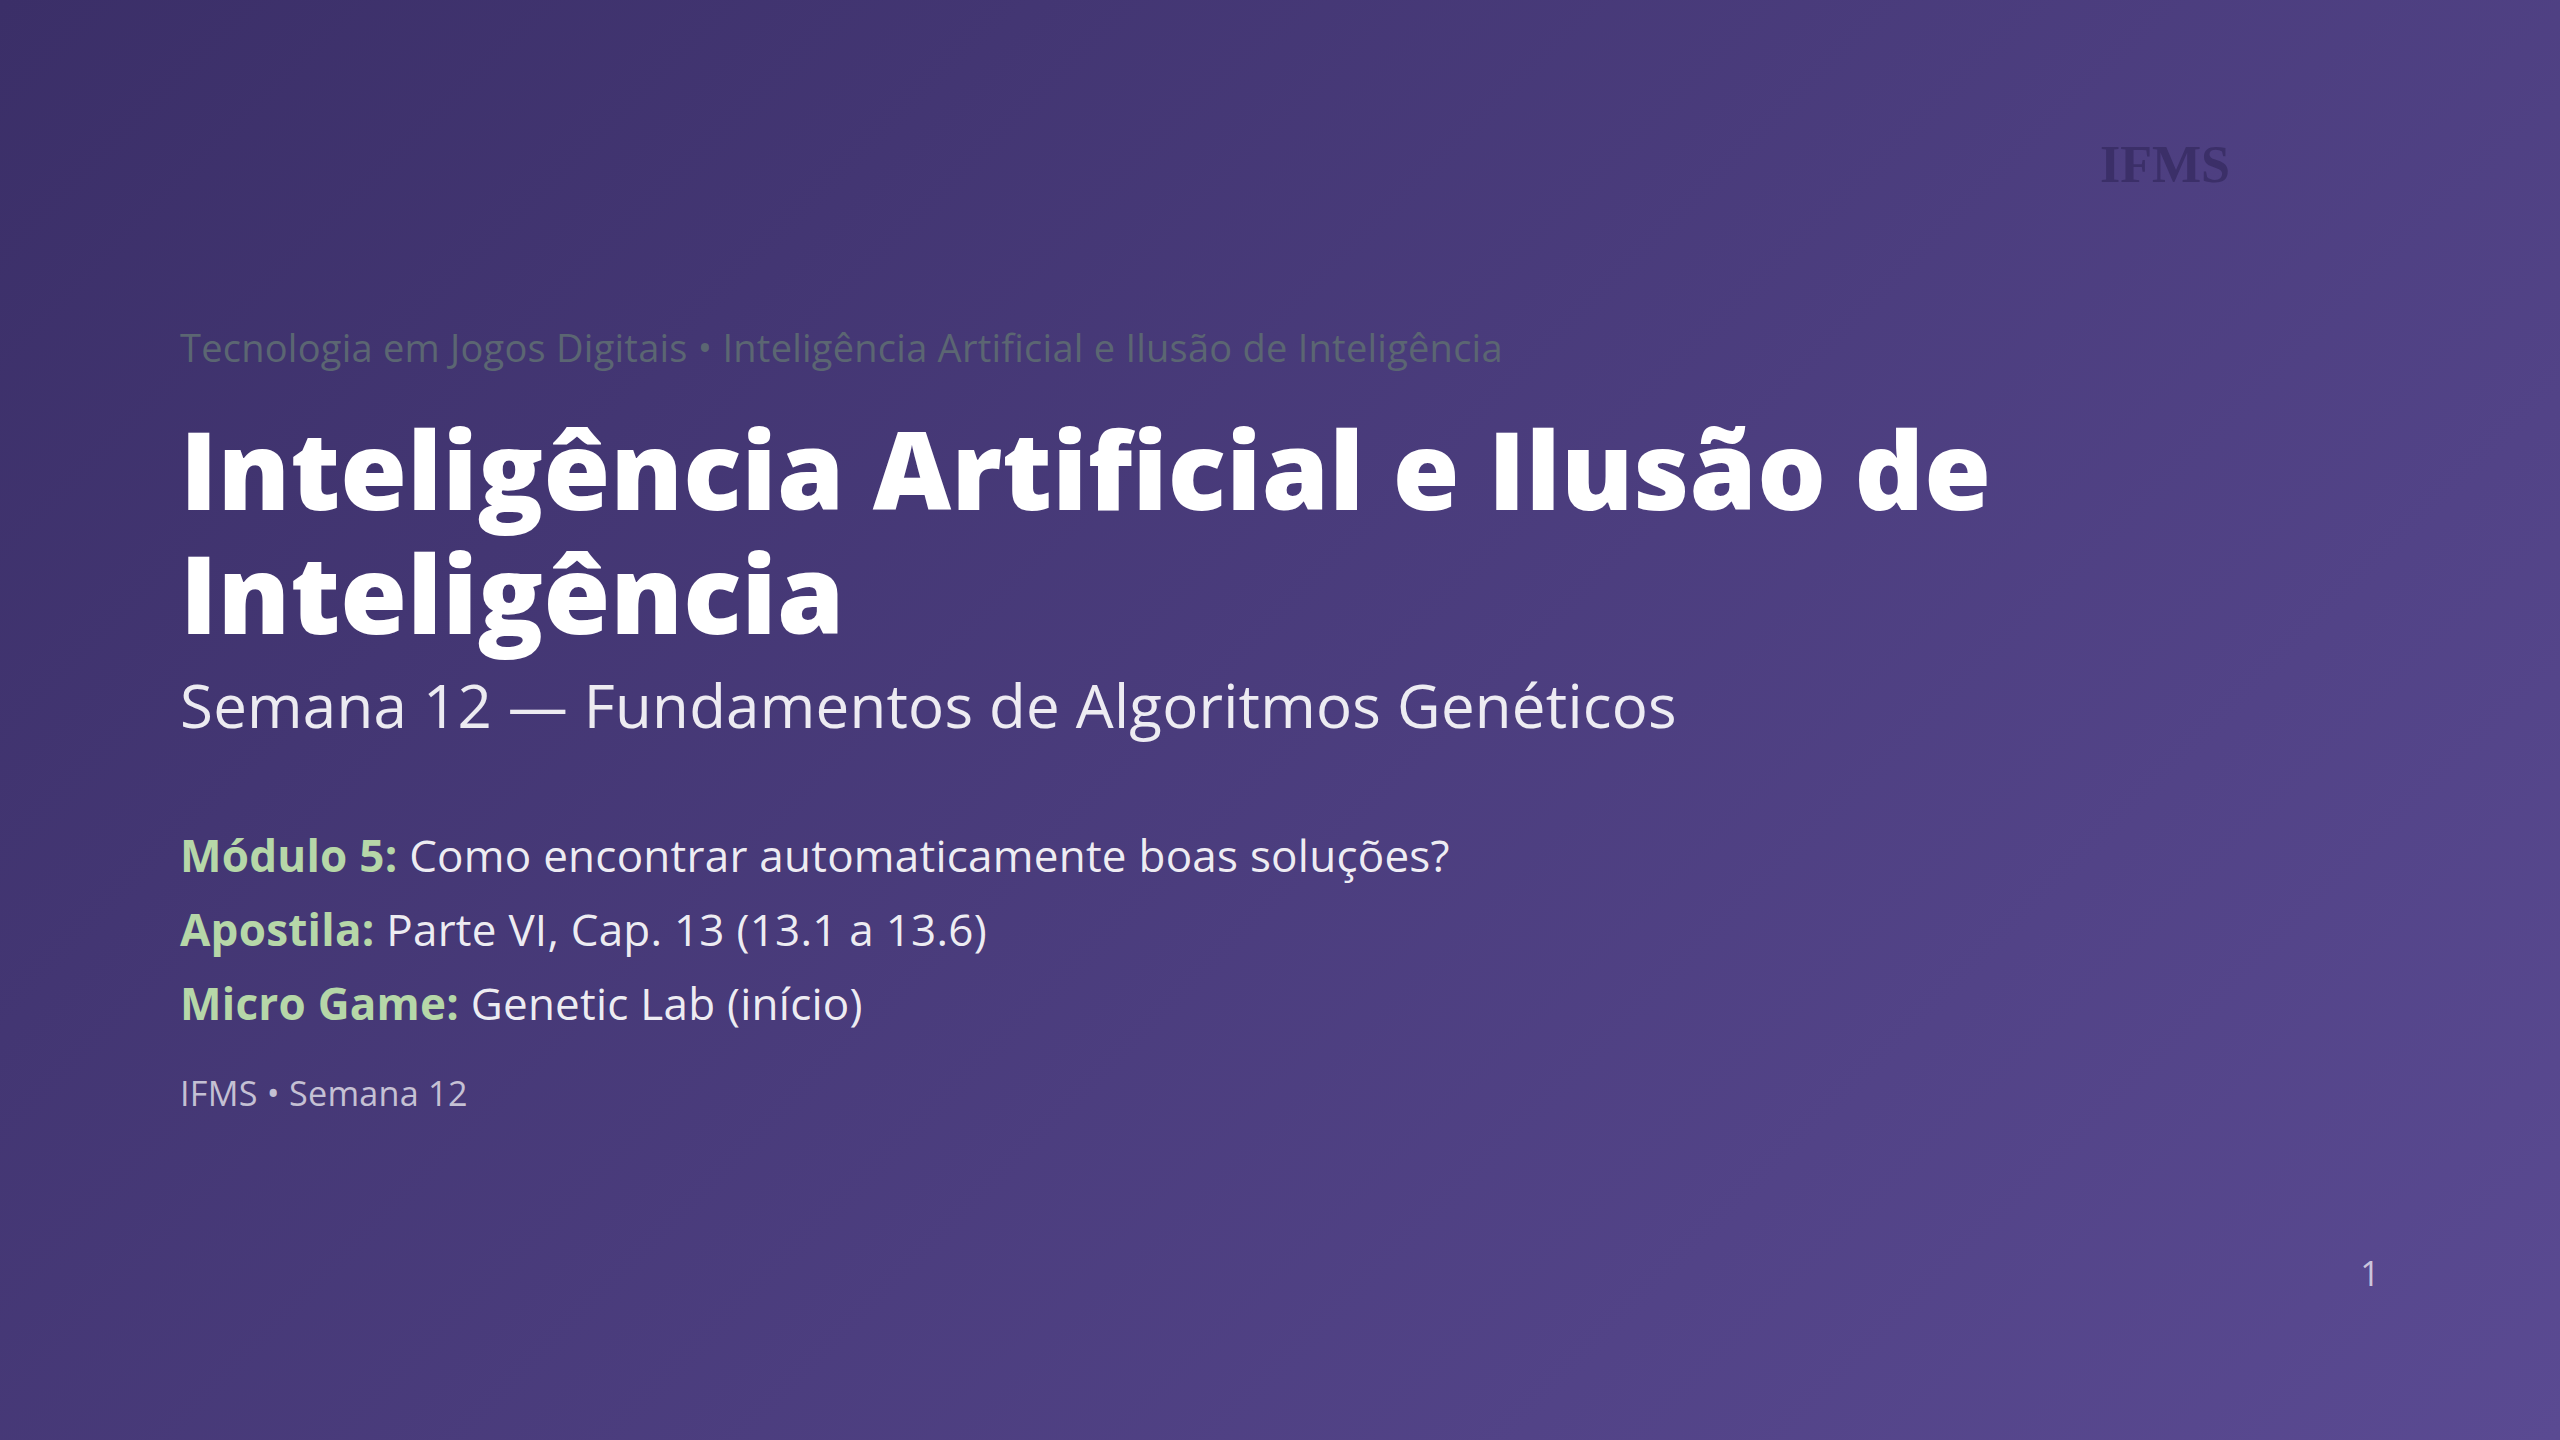 IFMS
Tecnologia em Jogos Digitais • Inteligência Artificial e Ilusão de Inteligência
Inteligência Artificial e Ilusão de
Inteligência
Semana 12 — Fundamentos de Algoritmos Genéticos
Módulo 5: Como encontrar automaticamente boas soluções?
Apostila: Parte VI, Cap. 13 (13.1 a 13.6)
Micro Game: Genetic Lab (início)
IFMS • Semana 12
1